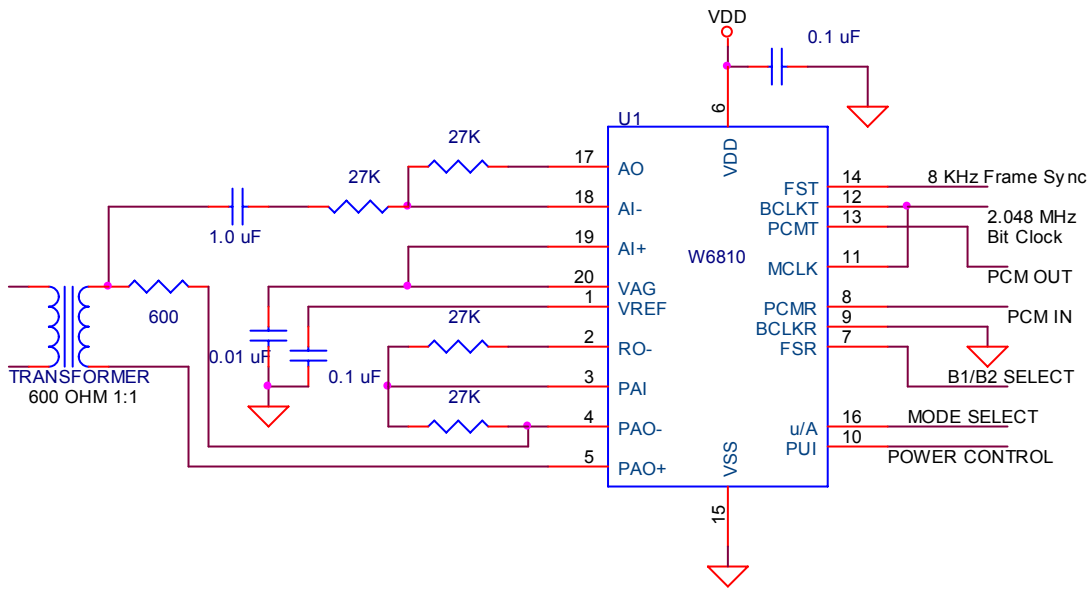 VDD
0.1 uF
6
U1
VDD
27K
17
AO
27K
18
AI-
1.0 uF
19
AI+
W6810
20
VAG
600
1
VREF
27K
2
RO-
0.01 uF
0.1 uF
3
PAI
TRANSFORMER
600 OHM 1:1
27K
4
PAO-
5
PAO+
VSS
15
FST
14
8 KHz Frame Sync
BCLKT
12
2.048 MHz
Bit Clock
PCMT
13
MCLK
11
PCM OUT
PCMR
8
PCM IN
BCLKR
9
FSR
7
B1/B2 SELECT
u/A
16
MODE SELECT
PUI
10
POWER CONTROL